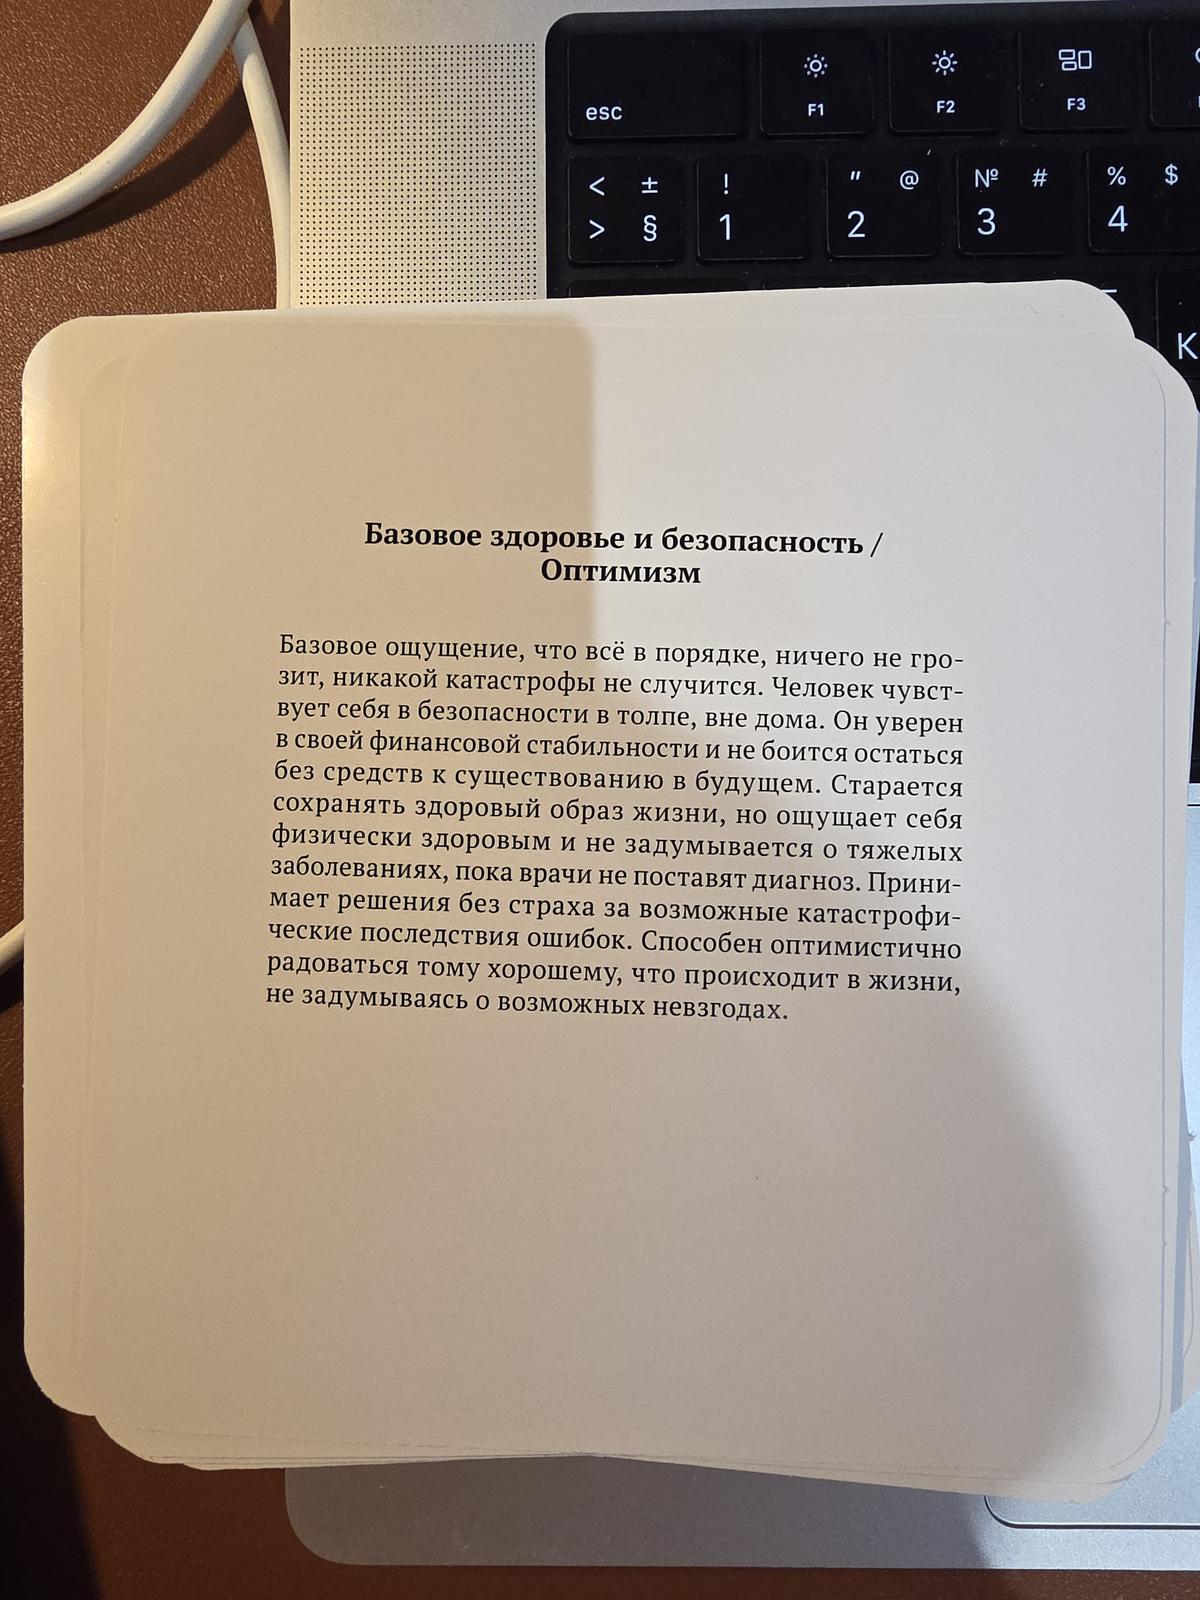 esc
F1
F2
F3
< ± ! " @ № # % $
> § 1 2 3 4
K
Базовое здоровье и безопасность /
Оптимизм
Базовое ощущение, что всё в порядке, ничего не гро-
зит, никакой катастрофы не случится. Человек чувст-
вует себя в безопасности в толпе, вне дома. Он уверен
в своей финансовой стабильности и не боится остаться
без средств к существованию в будущем. Старается
сохранять здоровый образ жизни, но ощущает себя
физически здоровым и не задумывается о тяжелых
заболеваниях, пока врачи не поставят диагноз. Прини-
мает решения без страха за возможные катастрофи-
ческие последствия ошибок. Способен оптимистично
радоваться тому хорошему, что происходит в жизни,
не задумываясь о возможных невзгодах.